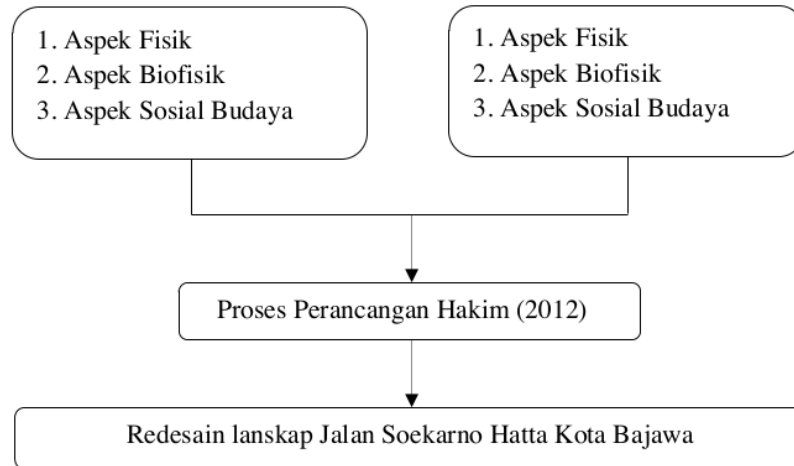 1. Aspek Fisik
2. Aspek Biofisik
3. Aspek Sosial Budaya
1. Aspek Fisik
2. Aspek Biofisik
3. Aspek Sosial Budaya
Proses Perancangan Hakim (2012)
Redesain lanskap Jalan Soekarno Hatta Kota Bajawa